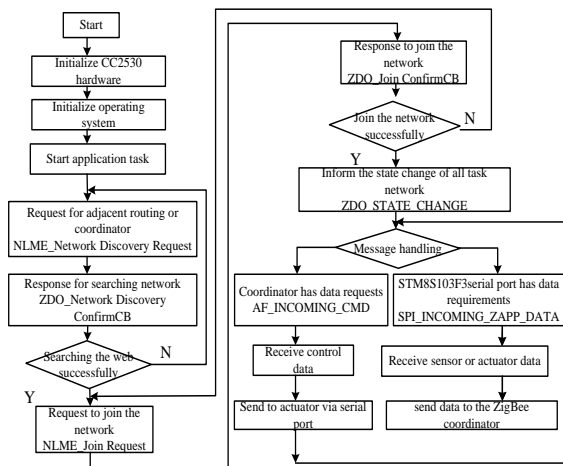 Start
Initialize CC2530
hardware
Initialize operating
system
Start application task
Request for adjacent routing or
coordinator
NLME_Network Discovery Request
Response for searching network
ZDO_Network Discovery
ConfirmCB
Searching the web
successfully
N
Y
Request to join the
network
NLME_Join Request
Response to join the
network
ZDO_Join ConfirmCB
Join the network
successfully
N
Y
Inform the state change of all task
network
ZDO_STATE_CHANGE
Message handling
Coordinator has data requests
AF_INCOMING_CMD
Receive control
data
Send to actuator via serial
port
STM8S103F3serial port has data
requirements
SPI_INCOMING_ZAPP_DATA
Receive sensor or actuator data
send data to the ZigBee
coordinator